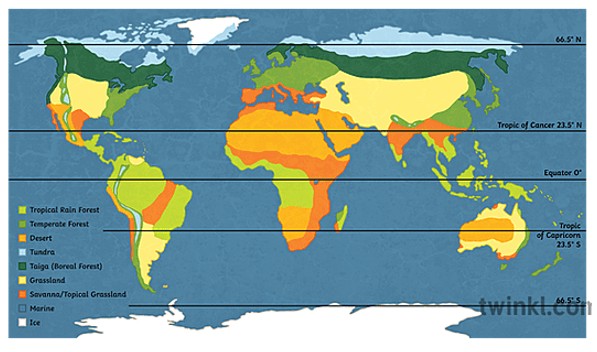 66.5° N
Tropic of Cancer 23.5° N
Equator 0°
Tropical Rain Forest
Temperate Forest
Desert
Tundra
Taiga (Boreal Forest)
Grassland
Savanna/Topical Grassland
Marine
Ice
Tropic
of Capricorn
23.5° S
66.5° S
twinkl.com